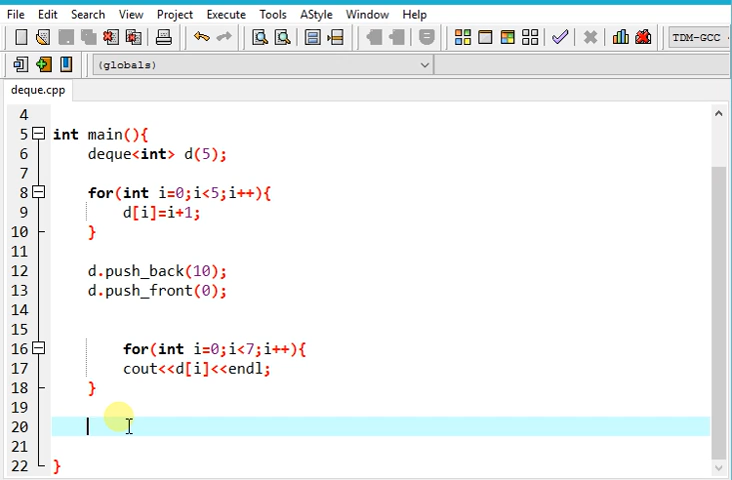 File Edit Search View Project Execute Tools AStyle Window Help
TDM-GCC
(globals)
deque.cpp
4
5 int main(){
6 deque<int> d(5);
7
8 for(int i=0;i<5;i++){
9 d[i]=i+1;
10 }
11
12 d.push_back(10);
13 d.push_front(0);
14
15
16 for(int i=0;i<7;i++){
17 cout<<d[i]<<endl;
18 }
19
20
21
22 }